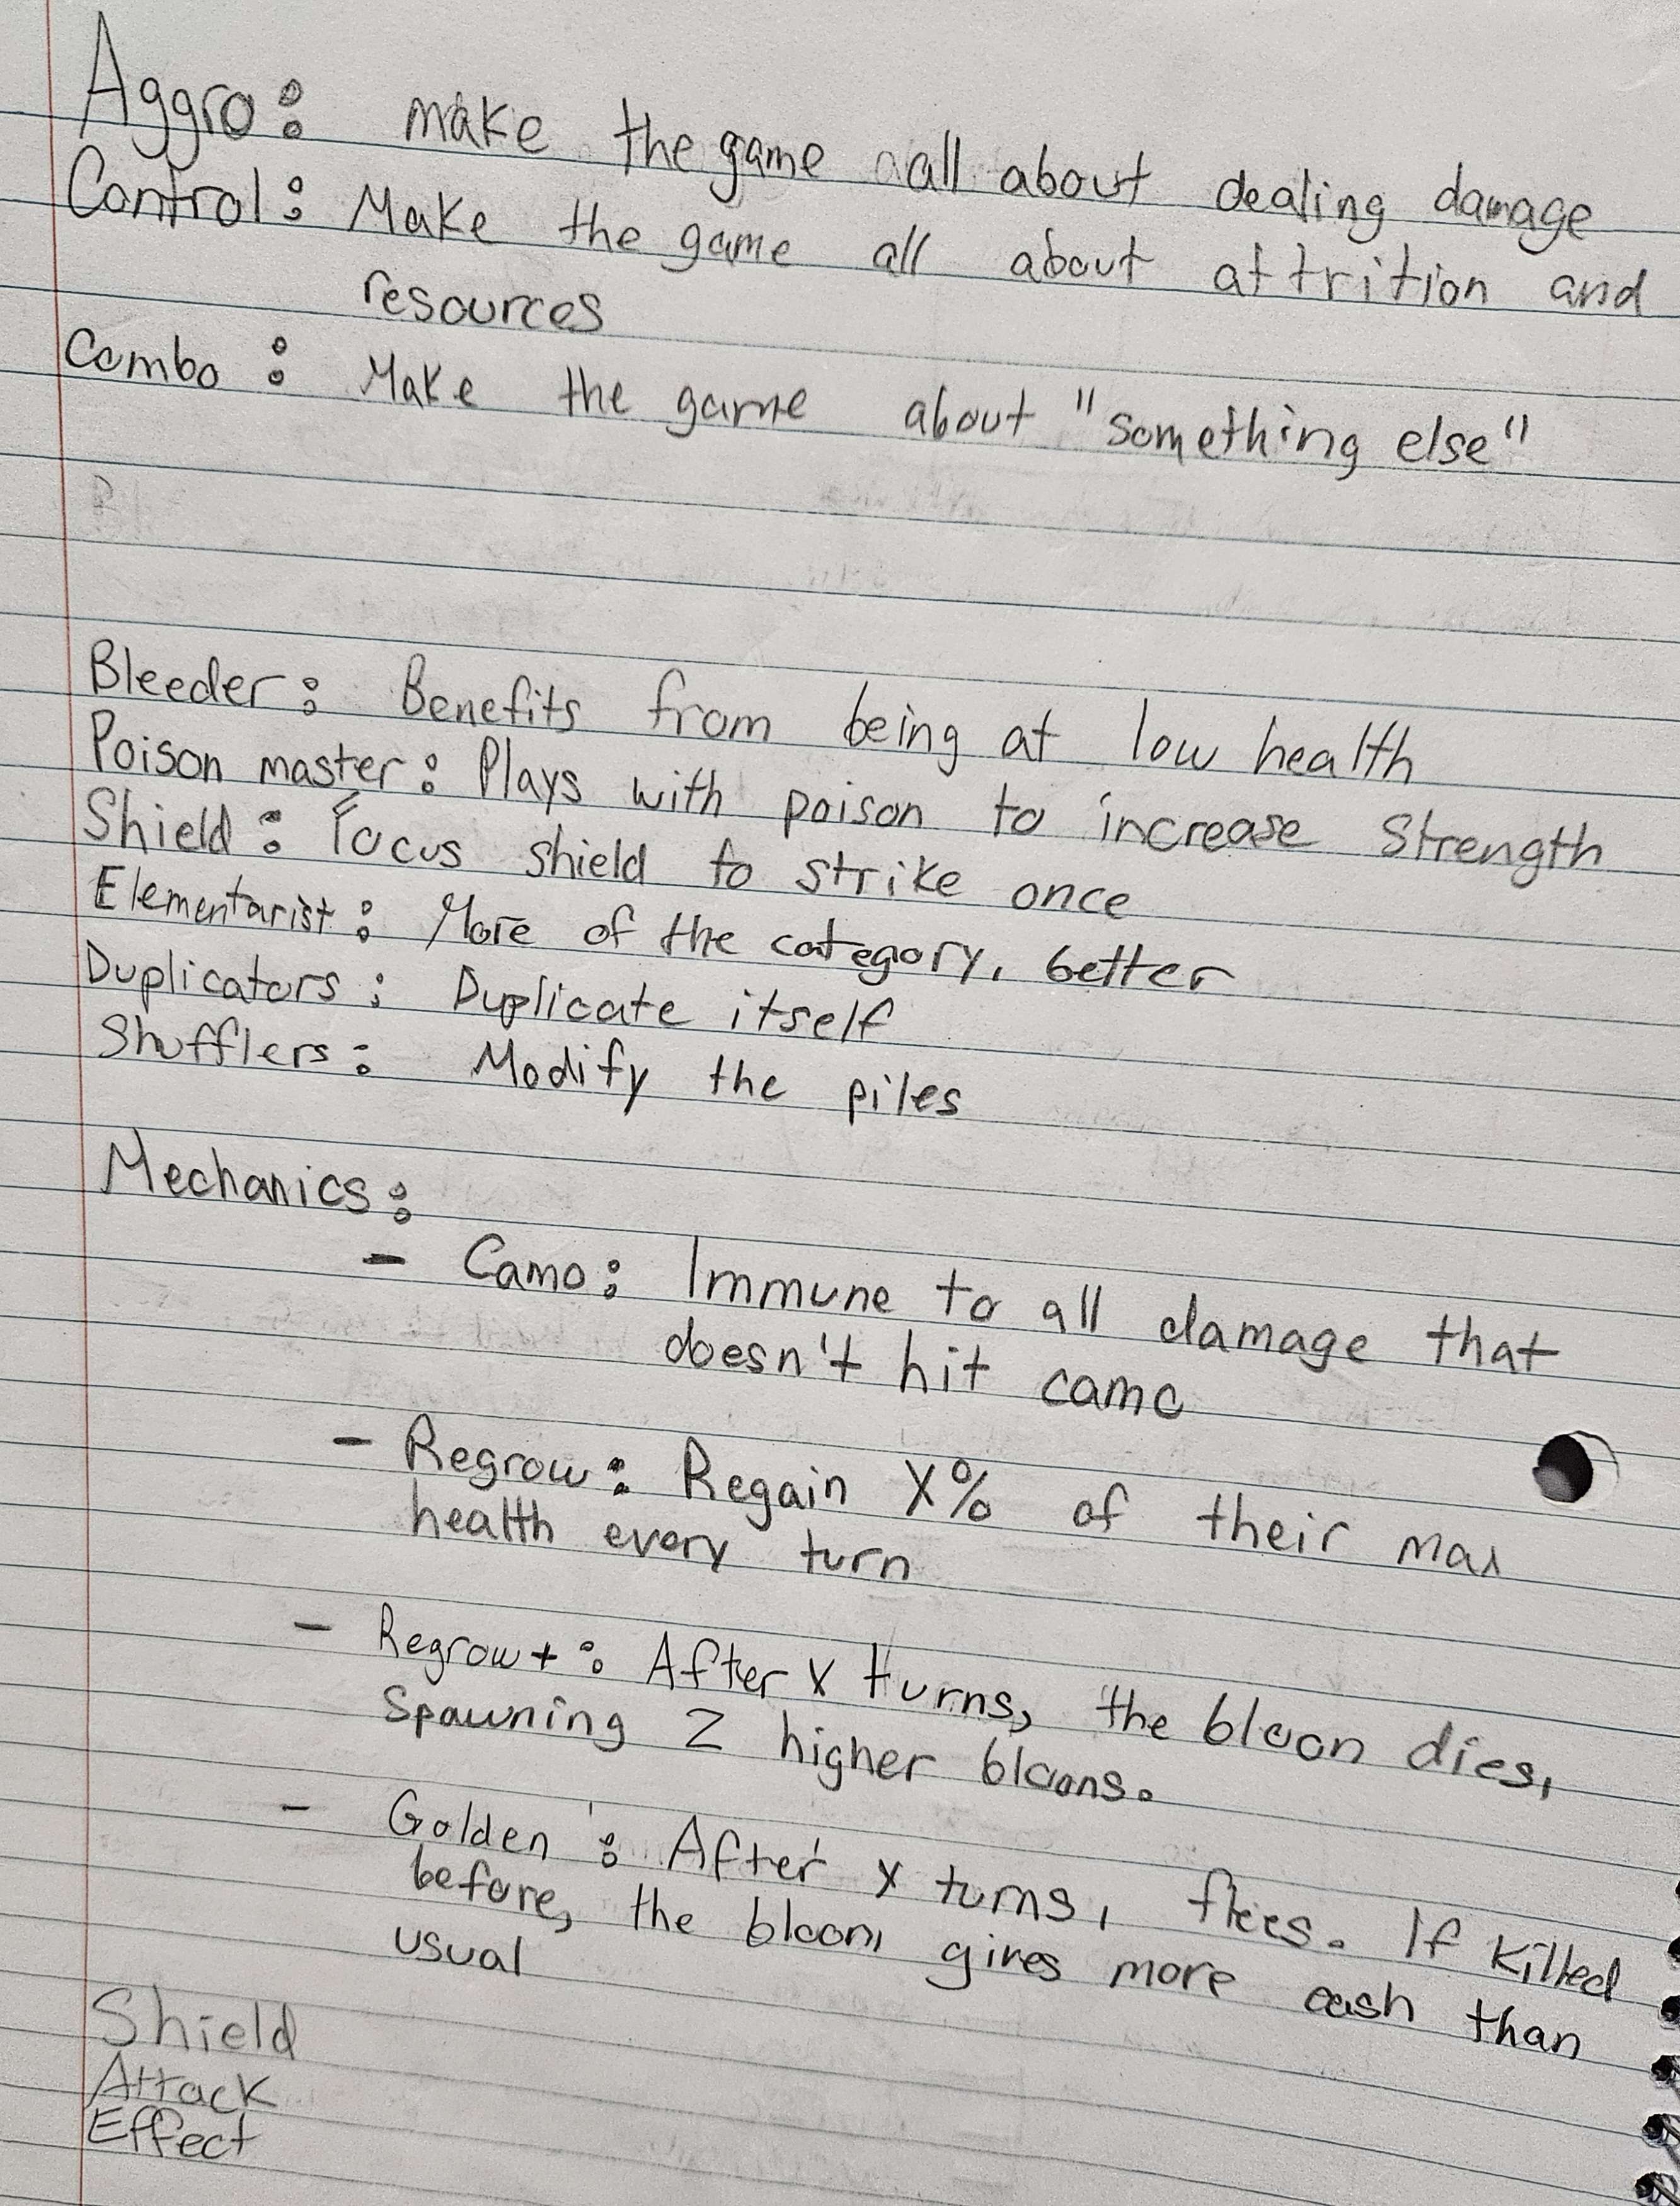 Aggro: make the game all about dealing damage
Control: Make the game all about attrition and
resources
Combo: Make the game about "something else"
Bleeder: Benefits from being at low health
Poison master: Plays with poison to increase Strength
Shield: Focus shield to strike once
Elementarist: More of the category, better
Duplicators: Duplicate itself
Shufflers: Modify the piles
Mechanics:
- Camo: Immune to all damage that
doesn't hit camo
- Regrow: Regain X% of their max
health every turn
- Regrow+: After X turns, the bloon dies,
Spawning 2 higher bloons.
- Golden: After X turns, flees. If killed
before, the bloon gives more cash than
usual
Shield
Attack
Effect